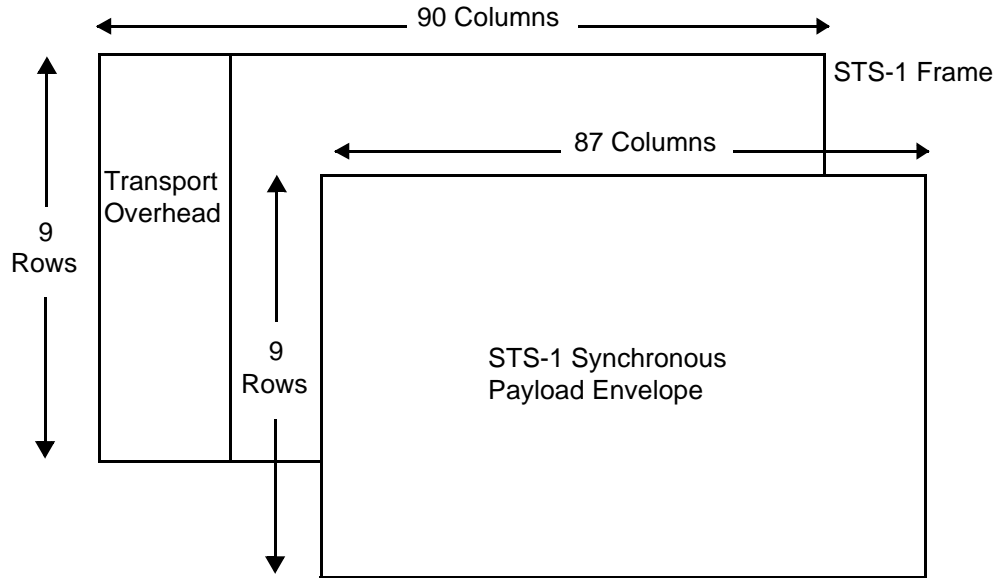 90 Columns
STS-1 Frame
87 Columns
Transport
Overhead
9
Rows
9
Rows
STS-1 Synchronous
Payload Envelope